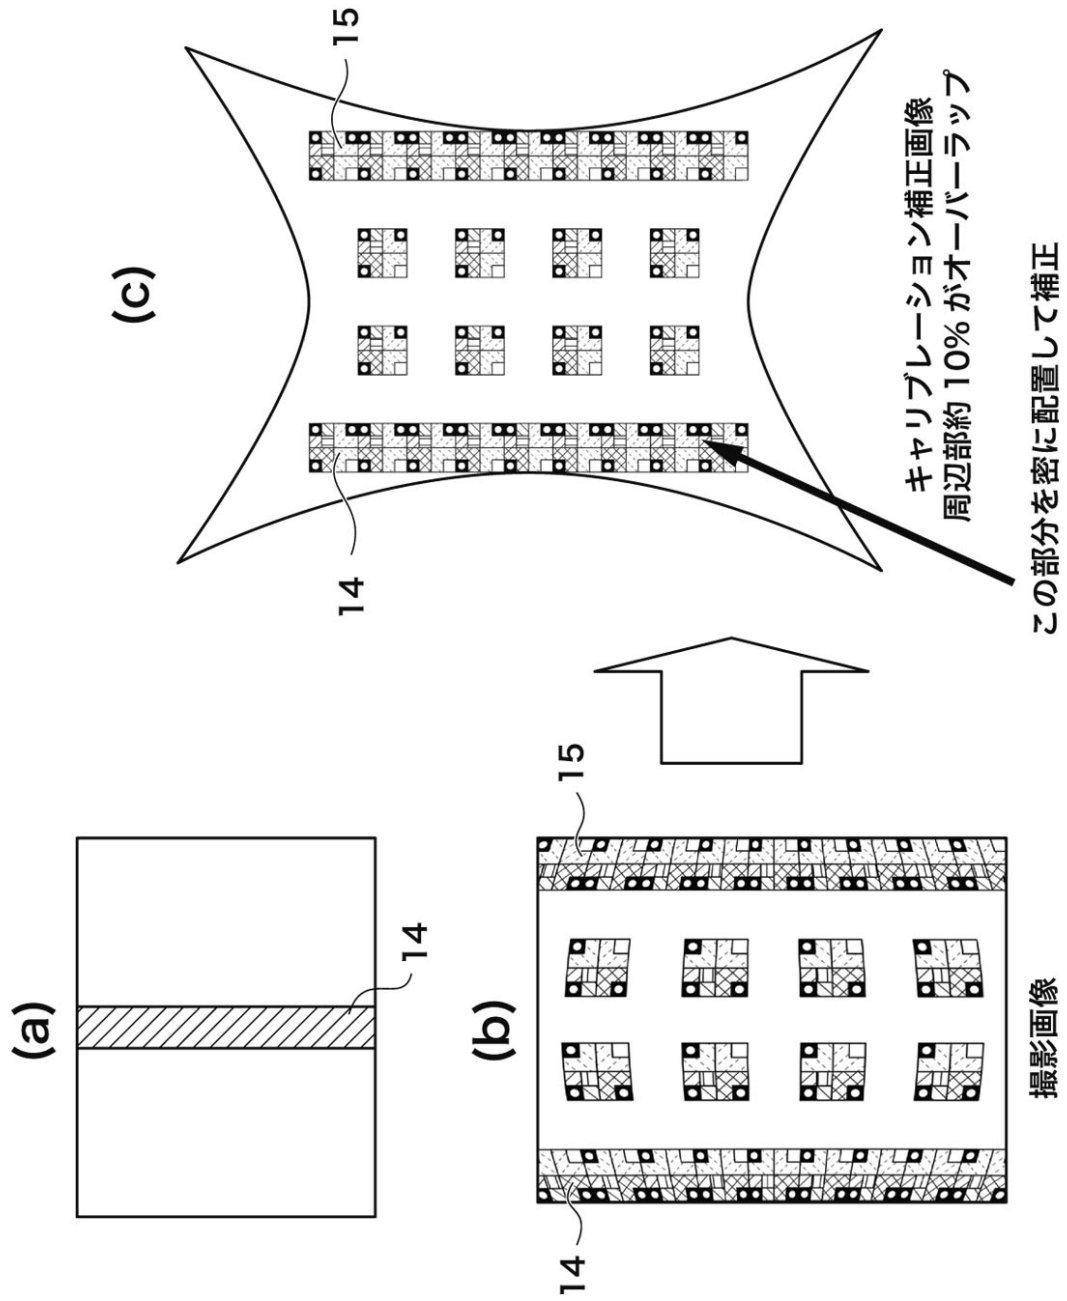 (a)
14
(b)
14
15
撮影画像
(c)
14
15
キャリブレーション補正画像
周辺部約10%がオーバーラップ
この部分を密に配置して補正